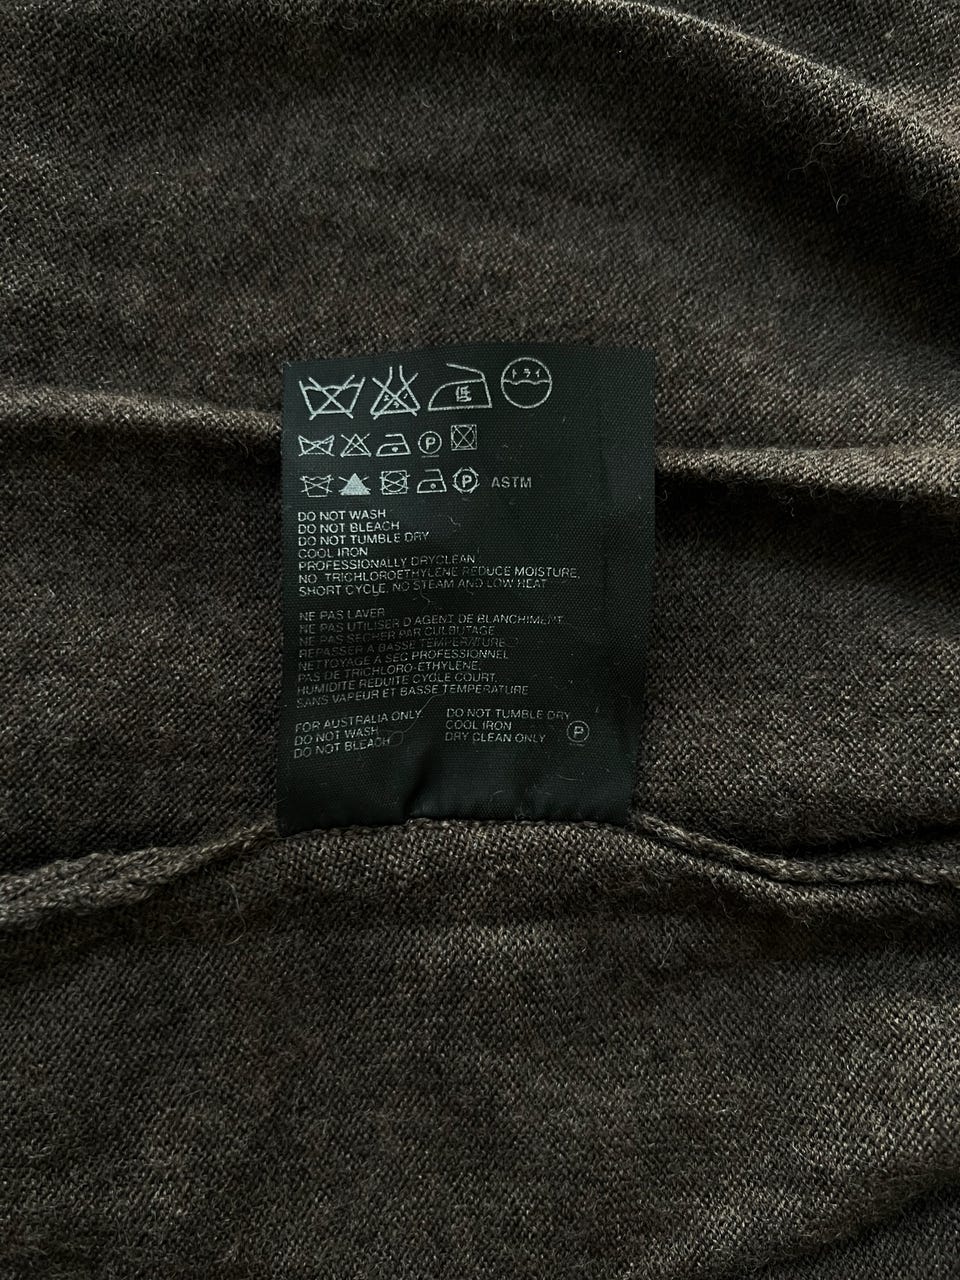 P
P ASTM
DO NOT WASH
DO NOT BLEACH
DO NOT TUMBLE DRY
COOL IRON
PROFESSIONALLY DRYCLEAN
NO TRICHLOROETHYLENE REDUCE MOISTURE,
SHORT CYCLE, NO STEAM AND LOW HEAT
NE PAS LAVER
NE PAS UTILISER D'AGENT DE BLANCHIMENT
NE PAS SECHER PAR CULBUTAGE
REPASSER A BASSE TEMPERATURE
NETTOYAGE A SEC PROFESSIONNEL
PAS DE TRICHLORO-ETHYLENE,
HUMIDITE REDUITE CYCLE COURT,
SANS VAPEUR ET BASSE TEMPERATURE
FOR AUSTRALIA ONLY
DO NOT WASH
DO NOT BLEACH
DO NOT TUMBLE DRY
COOL IRON
DRY CLEAN ONLY P